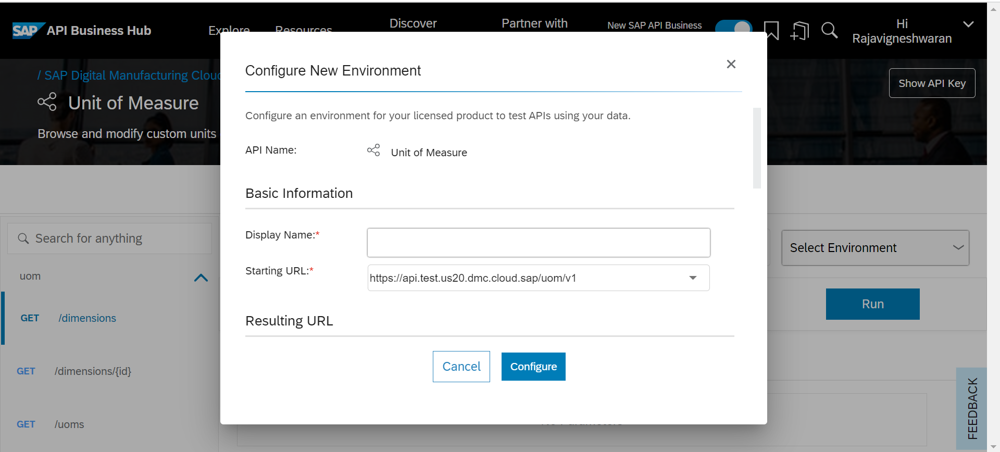 SAP API Business Hub
Explore
Resources
Discover
Partner with
New SAP API Business
Hi
Rajavigneshwaran
/ SAP Digital Manufacturing Cloud
Unit of Measure
Browse and modify custom units
Show API Key
Configure New Environment
Configure an environment for your licensed product to test APIs using your data.
API Name:
Unit of Measure
Basic Information
Display Name:*
Starting URL:*
https://api.test.us20.dmc.cloud.sap/uom/v1
Resulting URL
Cancel
Configure
Search for anything
uom
GET /dimensions
GET /dimensions/{id}
GET /uoms
Select Environment
Run
No Parameters
FEEDBACK